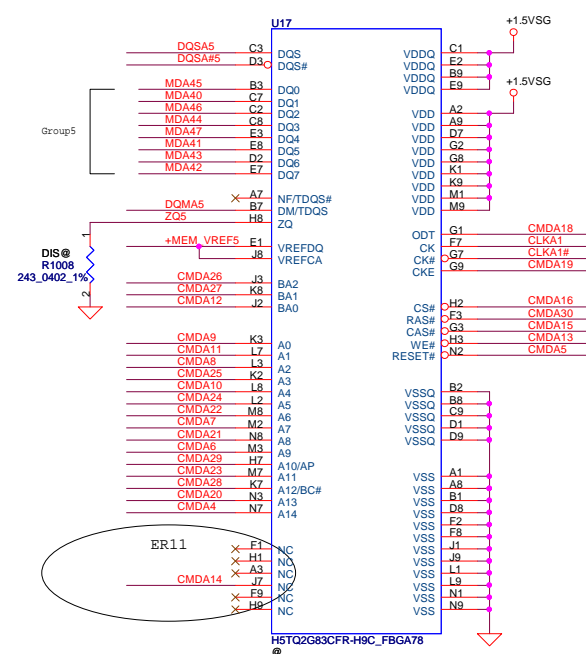 U17
+1.5VSG
DQSA5 C3 DQS VDDQ C1
DQSA#5 D3 DQS# VDDQ E2
VDDQ B9
VDDQ E9
+1.5VSG
MDA45 B3 DQ0
MDA40 C7 DQ1
MDA46 C2 DQ2 VDD A2
MDA44 C8 DQ3 VDD A9
Group5
MDA47 E3 DQ4 VDD D7
MDA41 E8 DQ5 VDD G2
MDA43 D2 DQ6 VDD G8
MDA42 E7 DQ7 VDD K1
VDD K9
A7 NF/TDQS# VDD M1
DQMA5 B7 DM/TDQS VDD M9
ZQ5 H8 ZQ
ODT G1 CMDA18
+MEM_VREF5 E1 VREFDQ CK F7 CLKA1
J8 VREFCA CK# G7 CLKA1#
CKE G9 CMDA19
1
DIS@
R1008
243_0402_1%
2
CMDA26 J3 BA2
CMDA27 K8 BA1
CMDA12 J2 BA0
CS# H2 CMDA16
RAS# F3 CMDA30
CAS# G3 CMDA15
WE# H3 CMDA13
RESET# N2 CMDA5
CMDA9 K3 A0
CMDA11 L7 A1
CMDA8 L3 A2
CMDA25 K2 A3
CMDA10 L8 A4
CMDA24 L2 A5
CMDA22 M8 A6
CMDA7 M2 A7
CMDA21 N8 A8
CMDA6 M3 A9
CMDA29 H7 A10/AP
CMDA23 M7 A11
CMDA28 K7 A12/BC#
CMDA20 N3 A13
CMDA4 N7 A14
VSSQ B2
VSSQ B8
VSSQ C9
VSSQ D1
VSSQ D9
VSS A1
VSS A8
VSS B1
VSS D8
VSS F2
VSS F8
VSS J1
VSS J9
VSS L1
VSS L9
VSS N1
VSS N9
ER11
F1 NC
H1 NC
A3 NC
CMDA14 J7 NC
F9 NC
H9 NC
H5TQ2G83CFR-H9C_FBGA78
@